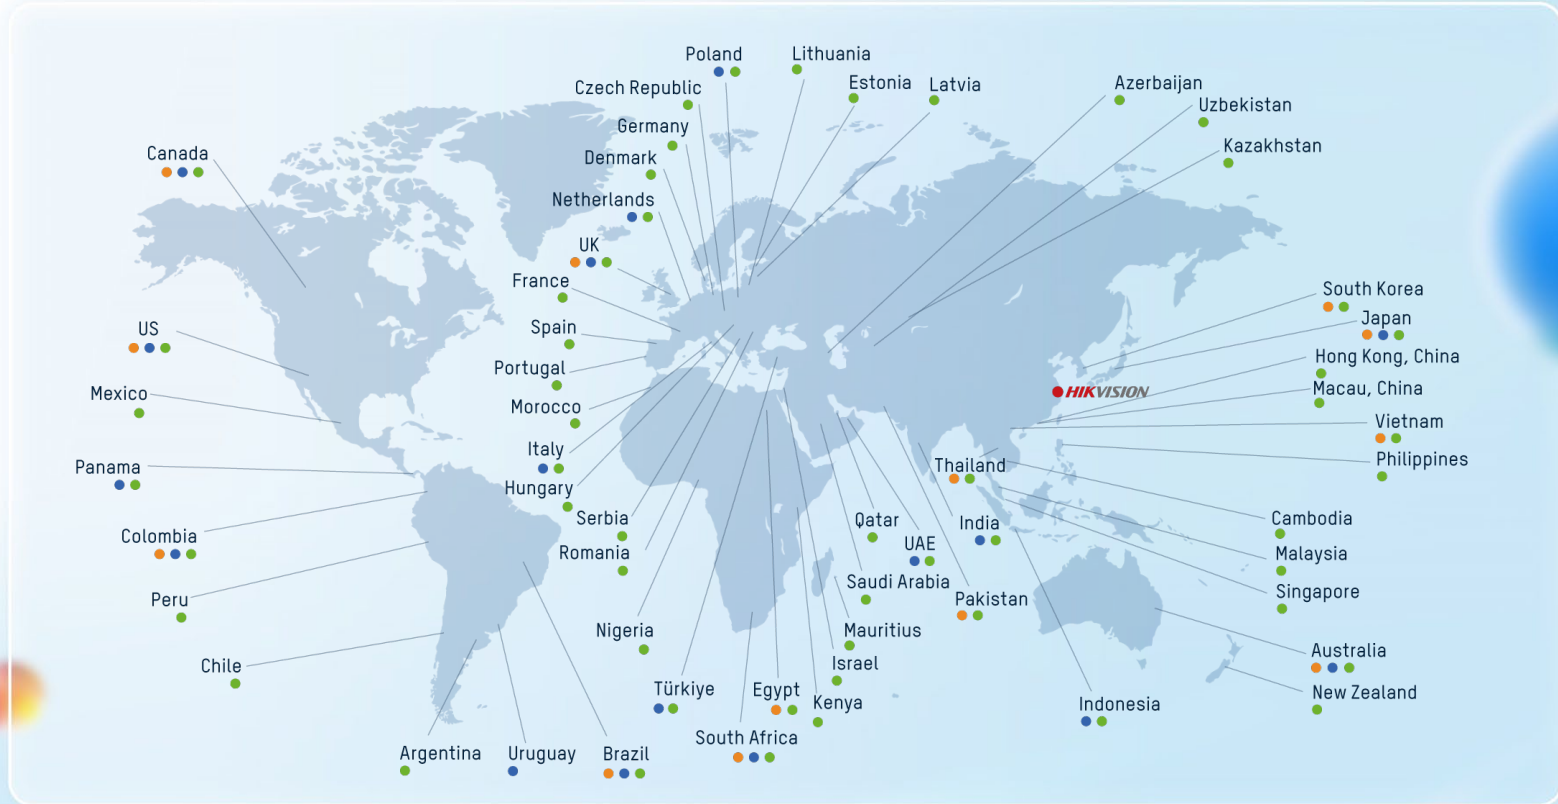 Poland
Lithuania
Czech Republic
Estonia
Latvia
Azerbaijan
Uzbekistan
Germany
Kazakhstan
Canada
Denmark
Netherlands
UK
France
South Korea
US
Spain
Japan
Portugal
Hong Kong, China
Mexico
HIKVISION
Macau, China
Morocco
Vietnam
Italy
Philippines
Panama
Thailand
Hungary
Serbia
Qatar
India
Cambodia
Colombia
UAE
Romania
Malaysia
Saudi Arabia
Singapore
Peru
Pakistan
Nigeria
Mauritius
Australia
Chile
Israel
Türkiye
Egypt
New Zealand
Kenya
Indonesia
South Africa
Argentina
Uruguay
Brazil